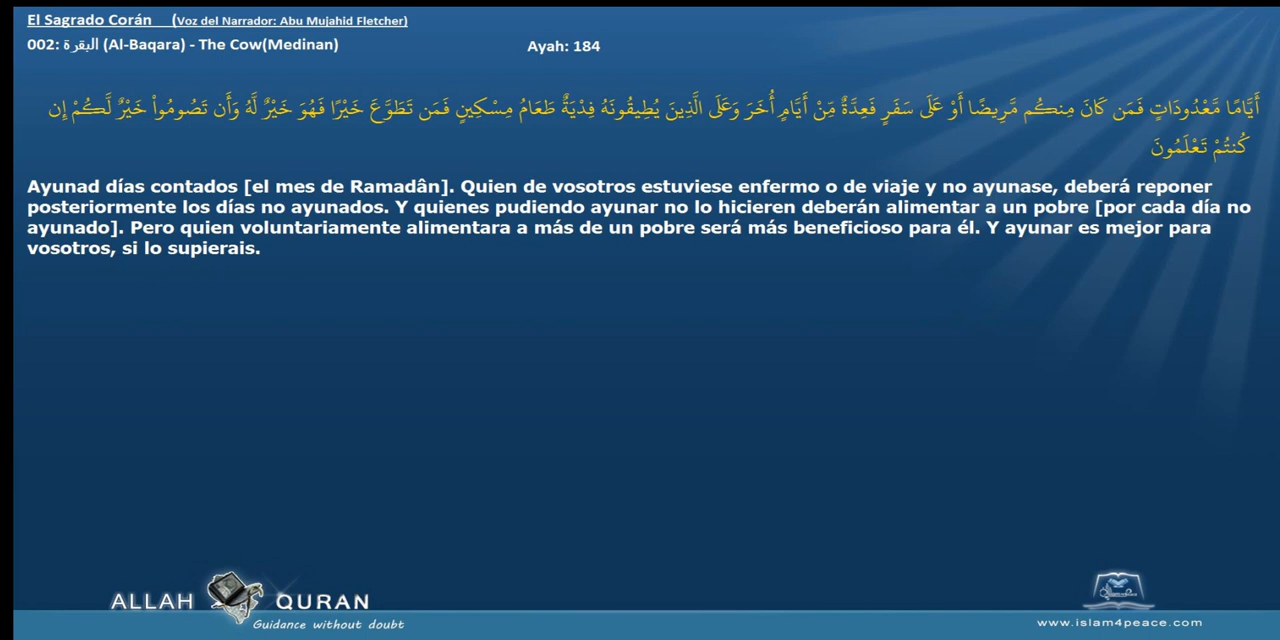 El Sagrado Corán (Voz del Narrador: Abu Mujahid Fletcher)
002: البقرة (Al-Baqara) - The Cow(Medinan)
Ayah: 184
أَيَّامًا مَّعْدُودَاتٍ فَمَن كَانَ مِنكُم مَّرِيضًا أَوْ عَلَى سَفَرٍ فَعِدَّةٌ مِّنْ أَيَّامٍ أُخَرَ وَعَلَى الَّذِينَ يُطِيقُونَهُ فِدْيَةٌ طَعَامُ مِسْكِينٍ فَمَن تَطَوَّعَ خَيْرًا فَهُوَ خَيْرٌ لَّهُ وَأَن تَصُومُواْ خَيْرٌ لَّكُمْ إِن
كُنتُمْ تَعْلَمُونَ
Ayunad días contados [el mes de Ramadân]. Quien de vosotros estuviese enfermo o de viaje y no ayunase, deberá reponer
posteriormente los días no ayunados. Y quienes pudiendo ayunar no lo hicieren deberán alimentar a un pobre [por cada día no
ayunado]. Pero quien voluntariamente alimentara a más de un pobre será más beneficioso para él. Y ayunar es mejor para
vosotros, si lo supierais.
ALLAH QURAN
Guidance without doubt
www.islam4peace.com